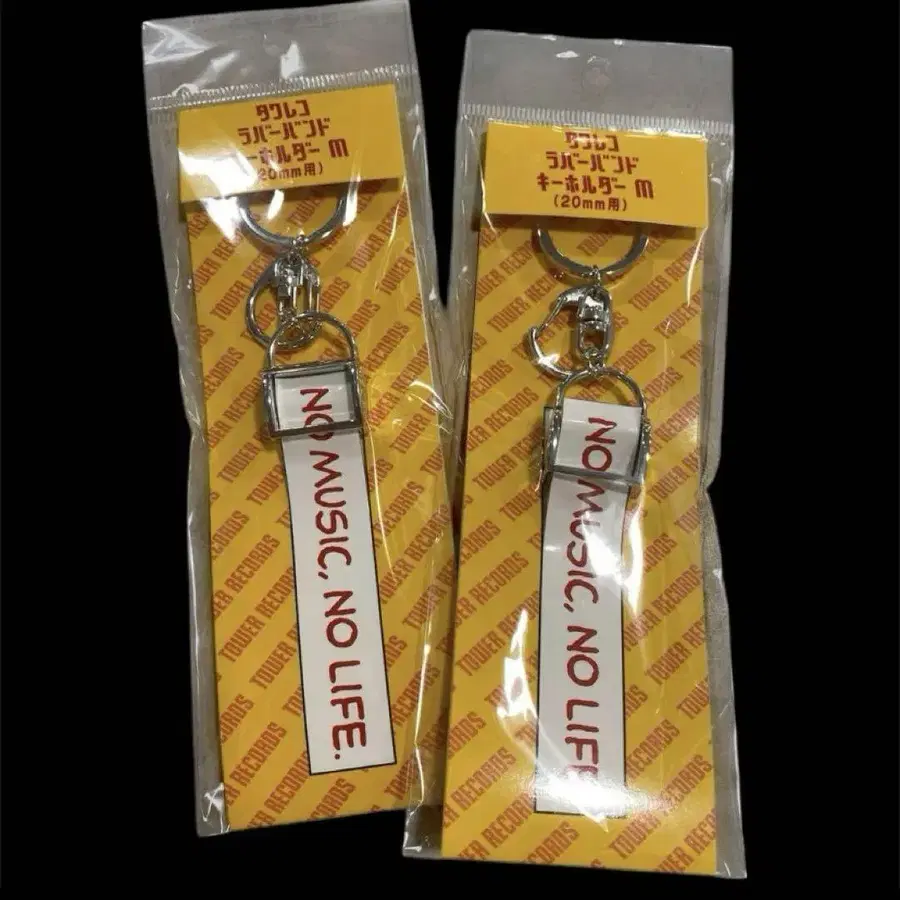 タワレコ
ラバーバンド
ーホルダー M
20mm用)
TOWER RECORDS
NO MUSIC, NO LIFE.
タワレコ
ラバーバンド
キーホルダー M
(20mm用)
TOWER RECORDS
NO MUSIC, NO LIFE